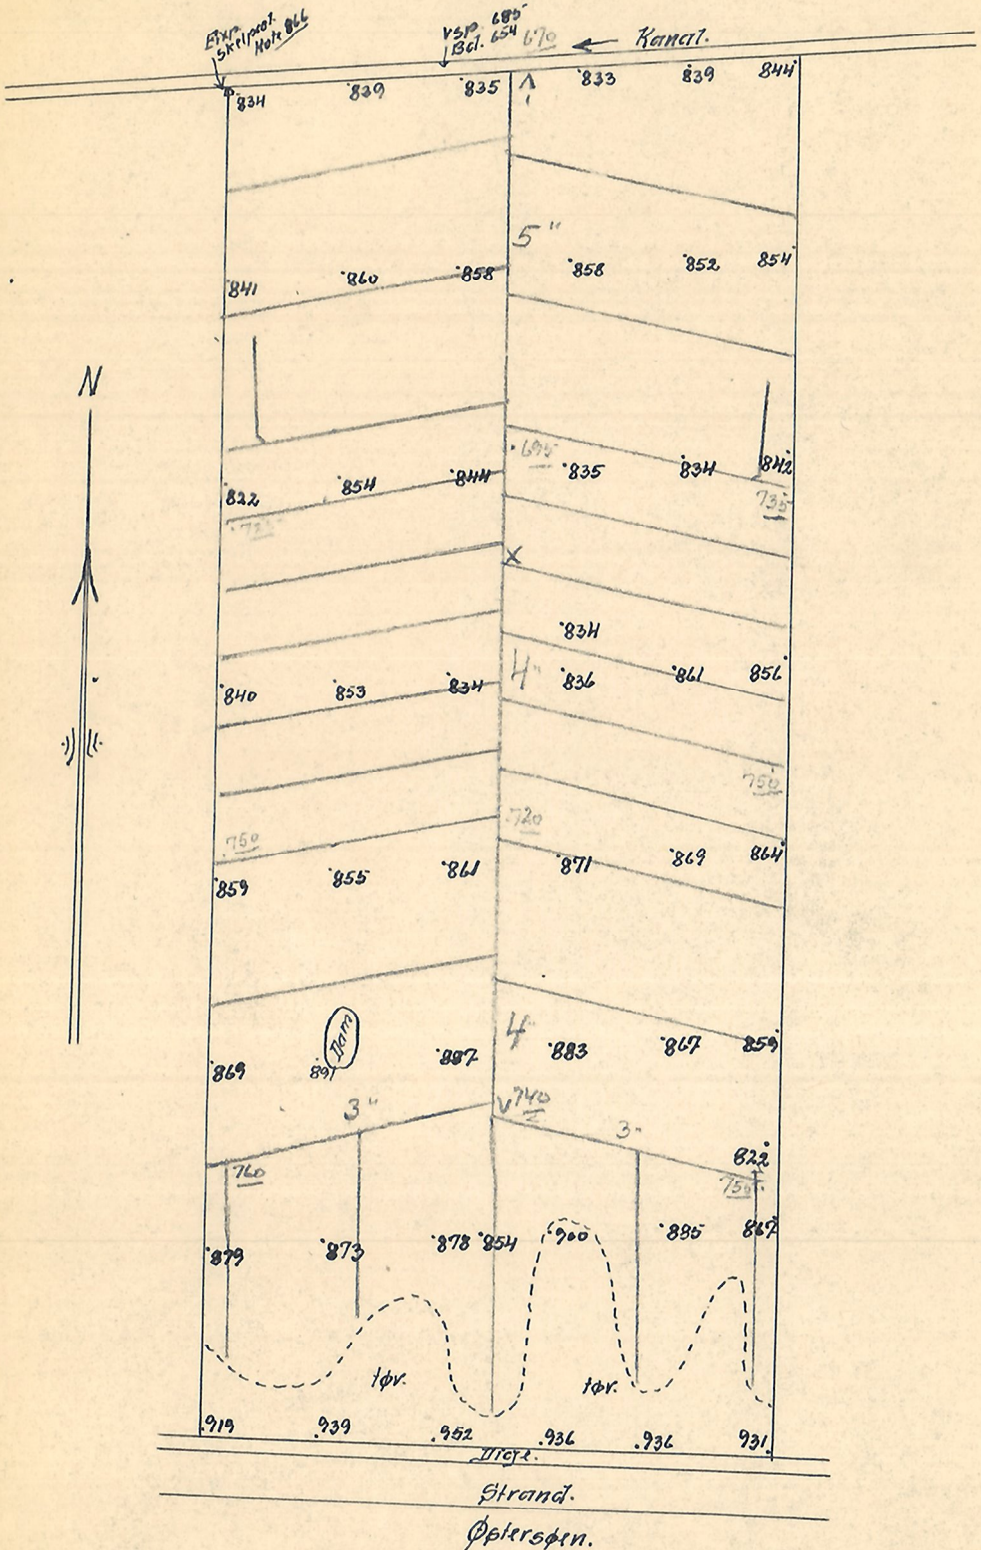 Skelpæl.
Kote 866
Vsp. 685
Bd. 654
670
← Kanal.
834 839 835 833 839 844
5"
841 860 858 858 852 854
N
695
822 854 844 835 834 842
725 735
X
834
4"
840 853 834 836 861 856
750
750 720
859 855 861 871 869 864
Dam
4"
869 891 887 883 867 859
3" 740 3"
822
760 755
879 873 878 854 900 885 867
tør. tør.
919 939 952 936 936 931
Dige.
Strand.
Østersøen.